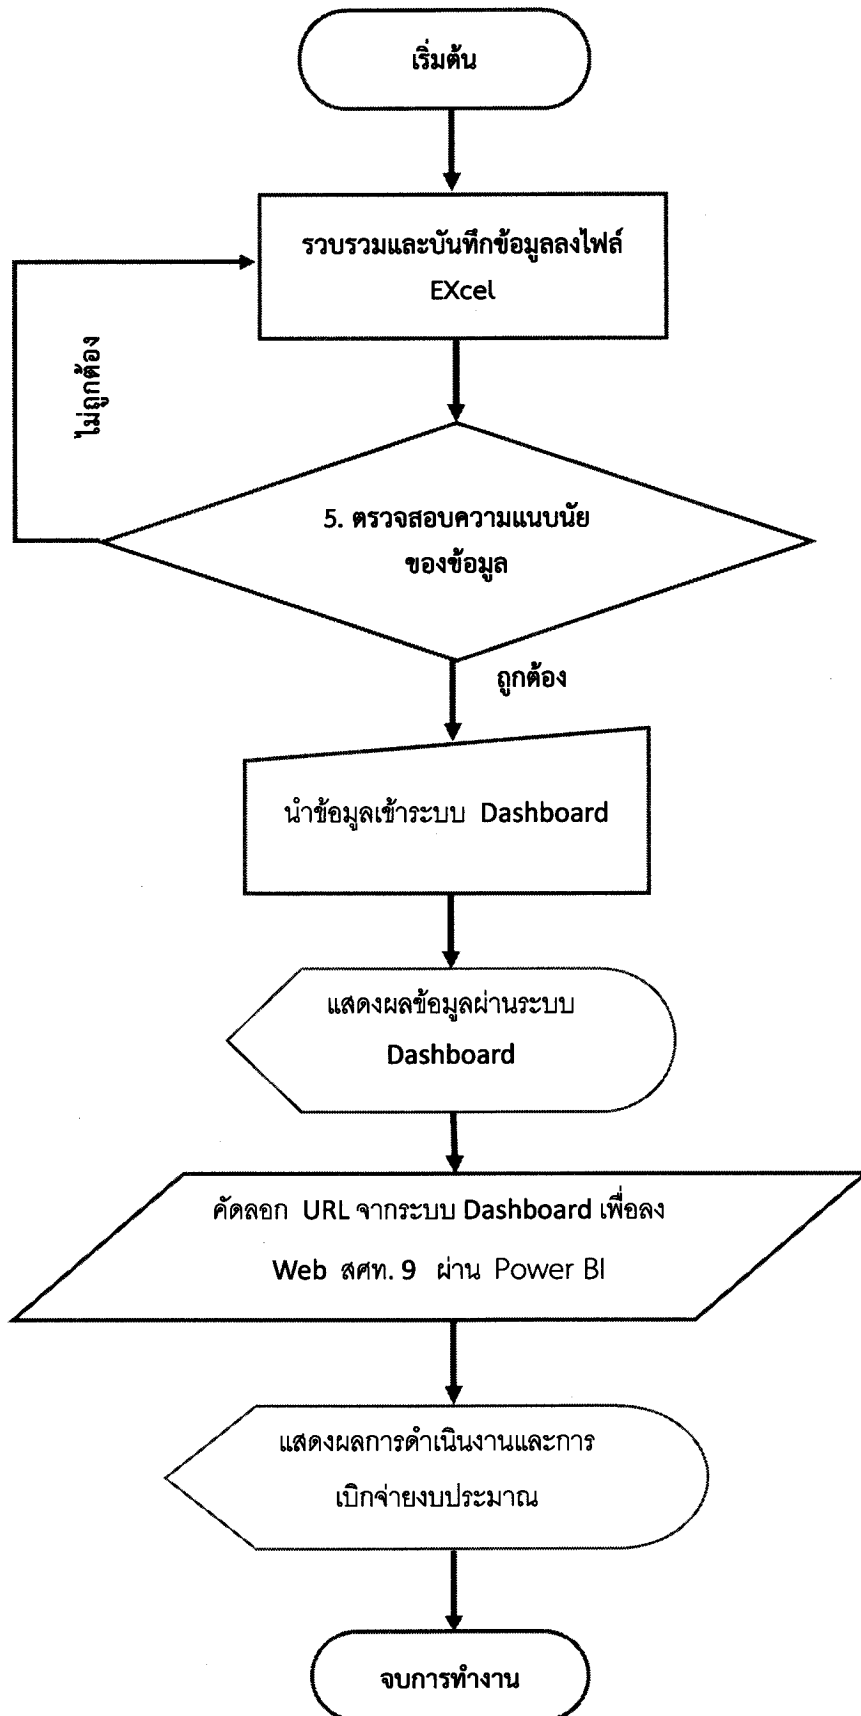 เริ่มต้น
รวบรวมและบันทึกข้อมูลลงไฟล์
EXcel
ไม่ถูกต้อง
5. ตรวจสอบความแนบนัย
ของข้อมูล
ถูกต้อง
นำข้อมูลเข้าระบบ Dashboard
แสดงผลข้อมูลผ่านระบบ
Dashboard
คัดลอก URL จากระบบ Dashboard เพื่อลง
Web สศท. 9 ผ่าน Power BI
แสดงผลการดำเนินงานและการ
เบิกจ่ายงบประมาณ
จบการทำงาน